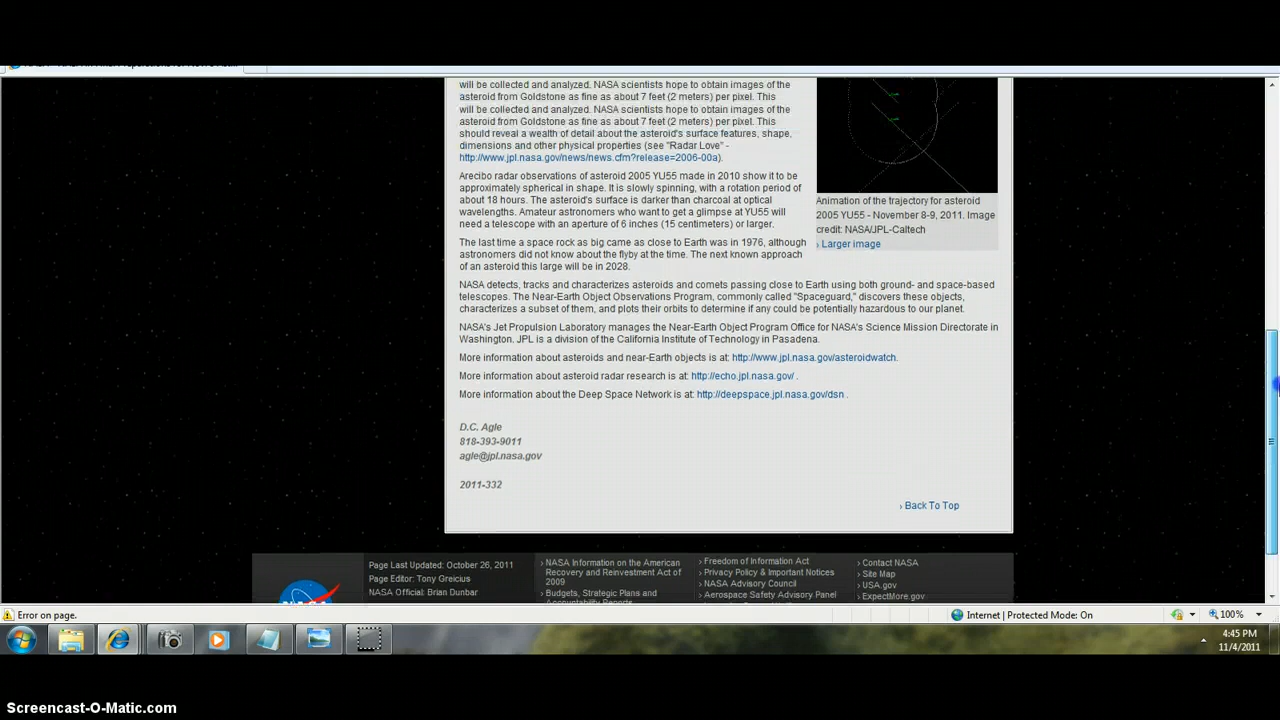 will be collected and analyzed. NASA scientists hope to obtain images of the
asteroid from Goldstone as fine as about 7 feet (2 meters) per pixel. This
will be collected and analyzed. NASA scientists hope to obtain images of the
asteroid from Goldstone as fine as about 7 feet (2 meters) per pixel. This
should reveal a wealth of detail about the asteroid's surface features, shape,
dimensions and other physical properties (see "Radar Love" -
http://www.jpl.nasa.gov/news/news.cfm?release=2006-00a).
Arecibo radar observations of asteroid 2005 YU55 made in 2010 show it to be
approximately spherical in shape. It is slowly spinning, with a rotation period of
about 18 hours. The asteroid's surface is darker than charcoal at optical
wavelengths. Amateur astronomers who want to get a glimpse at YU55 will
need a telescope with an aperture of 6 inches (15 centimeters) or larger.
The last time a space rock as big came as close to Earth was in 1976, although
astronomers did not know about the flyby at the time. The next known approach
of an asteroid this large will be in 2028.
Animation of the trajectory for asteroid
2005 YU55 - November 8-9, 2011. Image
credit: NASA/JPL-Caltech
› Larger image
NASA detects, tracks and characterizes asteroids and comets passing close to Earth using both ground- and space-based
telescopes. The Near-Earth Object Observations Program, commonly called "Spaceguard," discovers these objects,
characterizes a subset of them, and plots their orbits to determine if any could be potentially hazardous to our planet.
NASA's Jet Propulsion Laboratory manages the Near-Earth Object Program Office for NASA's Science Mission Directorate in
Washington. JPL is a division of the California Institute of Technology in Pasadena.
More information about asteroids and near-Earth objects is at: http://www.jpl.nasa.gov/asteroidwatch.
More information about asteroid radar research is at: http://echo.jpl.nasa.gov/ .
More information about the Deep Space Network is at: http://deepspace.jpl.nasa.gov/dsn .
D.C. Agle
818-393-9011
agle@jpl.nasa.gov
2011-332
› Back To Top
Page Last Updated: October 26, 2011
Page Editor: Tony Greicius
NASA Official: Brian Dunbar
› NASA Information on the American
Recovery and Reinvestment Act of
2009
› Budgets, Strategic Plans and
Accountability Reports
› Freedom of Information Act
› Privacy Policy & Important Notices
› NASA Advisory Council
› Aerospace Safety Advisory Panel
› Contact NASA
› Site Map
› USA.gov
› ExpectMore.gov
NASA
Error on page.
Internet | Protected Mode: On
100%
4:45 PM
11/4/2011
Screencast-O-Matic.com